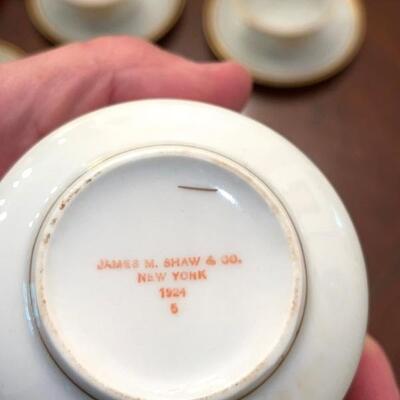 JAMES M. SHAW & CO.
NEW YORK
1924
5